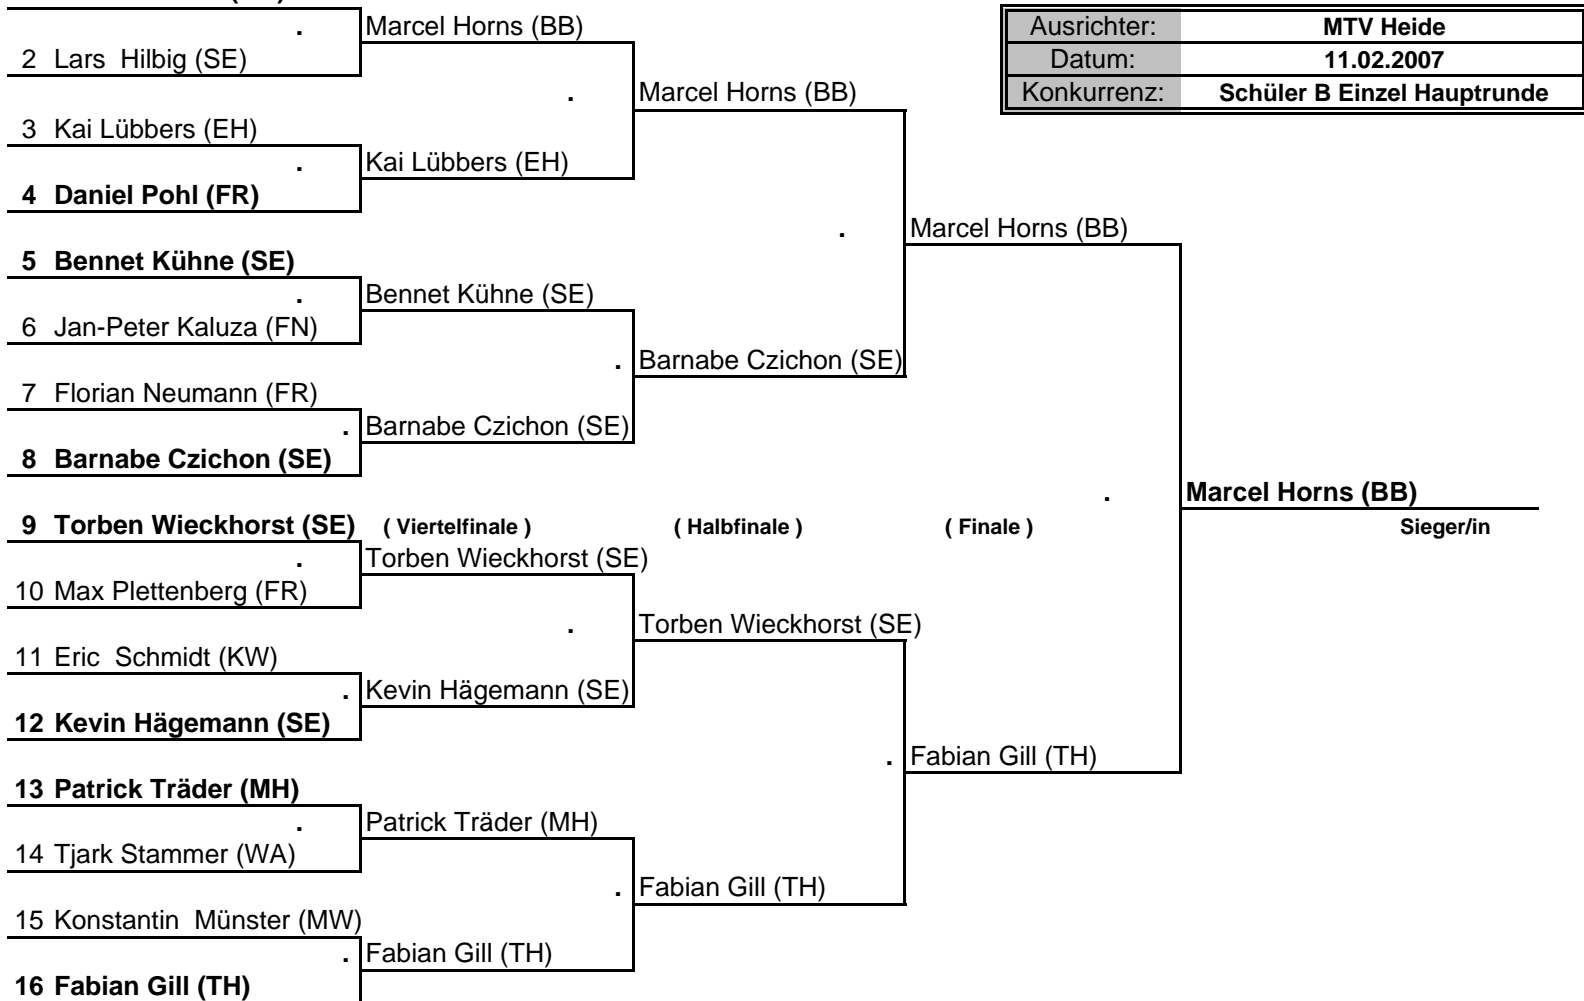 Marcel Horns (BB)
2 Lars Hilbig (SE)
Marcel Horns (BB)
3 Kai Lübbers (EH)
Kai Lübbers (EH)
4 Daniel Pohl (FR)
Marcel Horns (BB)
5 Bennet Kühne (SE)
Bennet Kühne (SE)
6 Jan-Peter Kaluza (FN)
Barnabe Czichon (SE)
7 Florian Neumann (FR)
Barnabe Czichon (SE)
8 Barnabe Czichon (SE)
Marcel Horns (BB)
Sieger/in
9 Torben Wieckhorst (SE) ( Viertelfinale ) ( Halbfinale ) ( Finale )
Torben Wieckhorst (SE)
10 Max Plettenberg (FR)
Torben Wieckhorst (SE)
11 Eric Schmidt (KW)
Kevin Hägemann (SE)
12 Kevin Hägemann (SE)
Fabian Gill (TH)
13 Patrick Träder (MH)
Patrick Träder (MH)
14 Tjark Stammer (WA)
Fabian Gill (TH)
15 Konstantin Münster (MW)
Fabian Gill (TH)
16 Fabian Gill (TH)
Ausrichter: MTV Heide
Datum: 11.02.2007
Konkurrenz: Schüler B Einzel Hauptrunde